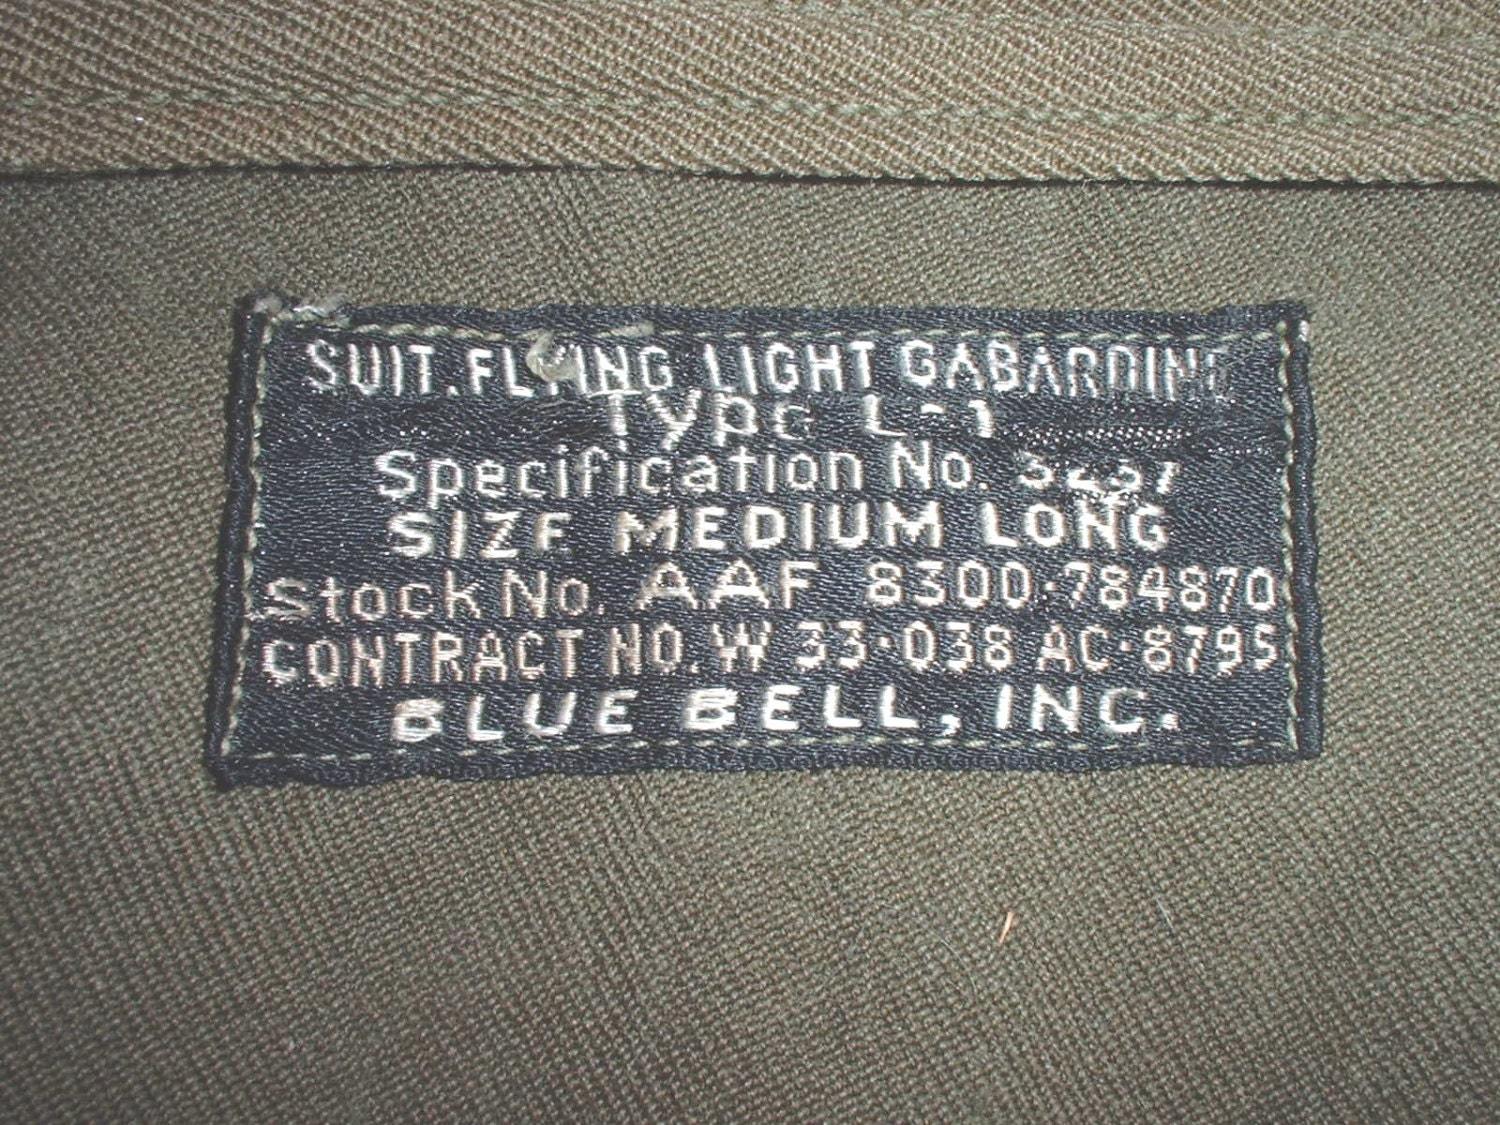 SUIT.FLYING LIGHT GABARDINE
Type L-1
Specification No. 3237
SIZE MEDIUM LONG
Stock No. AAF 8300-784870
CONTRACT NO. W 33-038 AC-8795
BLUE BELL, INC.